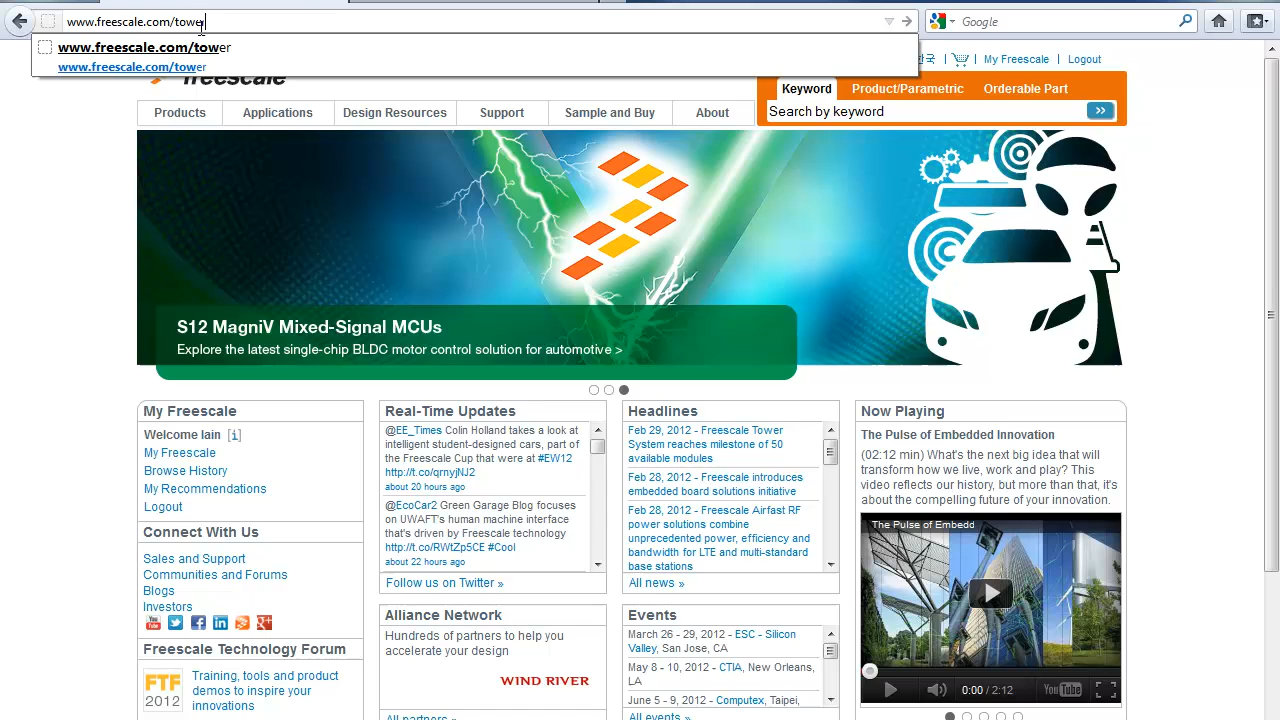 www.freescale.com/tower
Google
www.freescale.com/tower
www.freescale.com/tower
freescale
My Freescale
Logout
Keyword
Product/Parametric
Orderable Part
Search by keyword
Products
Applications
Design Resources
Support
Sample and Buy
About
S12 MagniV Mixed-Signal MCUs
Explore the latest single-chip BLDC motor control solution for automotive >
My Freescale
Welcome Iain [i]
My Freescale
Browse History
My Recommendations
Logout
Connect With Us
Sales and Support
Communities and Forums
Blogs
Investors
You
Tube
Freescale Technology Forum
FTF
2012
Training, tools and product
demos to inspire your
innovations
Real-Time Updates
@EE_Times Colin Holland takes a look at
intelligent student-designed cars, part of
the Freescale Cup that were at #EW12
http://t.co/qrnyjNJ2
about 20 hours ago
@EcoCar2 Green Garage Blog focuses
on UWAFT's human machine interface
that's driven by Freescale technology
http://t.co/RWtZp5CE #Cool
about 22 hours ago
Follow us on Twitter »
Alliance Network
Hundreds of partners to help you
accelerate your design
WIND RIVER
All partners »
Headlines
Feb 29, 2012 - Freescale Tower
System reaches milestone of 50
available modules
Feb 28, 2012 - Freescale introduces
embedded board solutions initiative
Feb 28, 2012 - Freescale Airfast RF
power solutions combine
unprecedented power, efficiency and
bandwidth for LTE and multi-standard
base stations
All news »
Events
March 26 - 29, 2012 - ESC - Silicon
Valley, San Jose, CA
May 8 - 10, 2012 - CTIA, New Orleans,
LA
June 5 - 9, 2012 - Computex, Taipei,
All events »
Now Playing
The Pulse of Embedded Innovation
(02:12 min) What's the next big idea that will
transform how we live, work and play? This
video reflects our history, but more than that, it's
about the compelling future of your innovation.
The Pulse of Embedd
0:00 / 2:12
YouTube